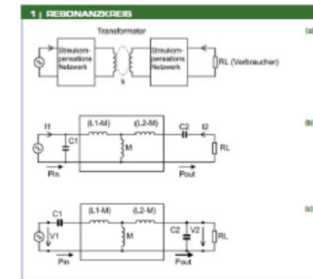 1 | RESONANZKREIS
Transformator
Streukom-
pensations
Netzwerk
Streukom-
pensations
Netzwerk
RL (Verbraucher)
k
I1
(L1-M)
(L2-M)
C2
I2
C1
M
RL
Pin
Pout
C1
(L1-M)
(L2-M)
V1
M
C2
V2
RL
Pin
Pout